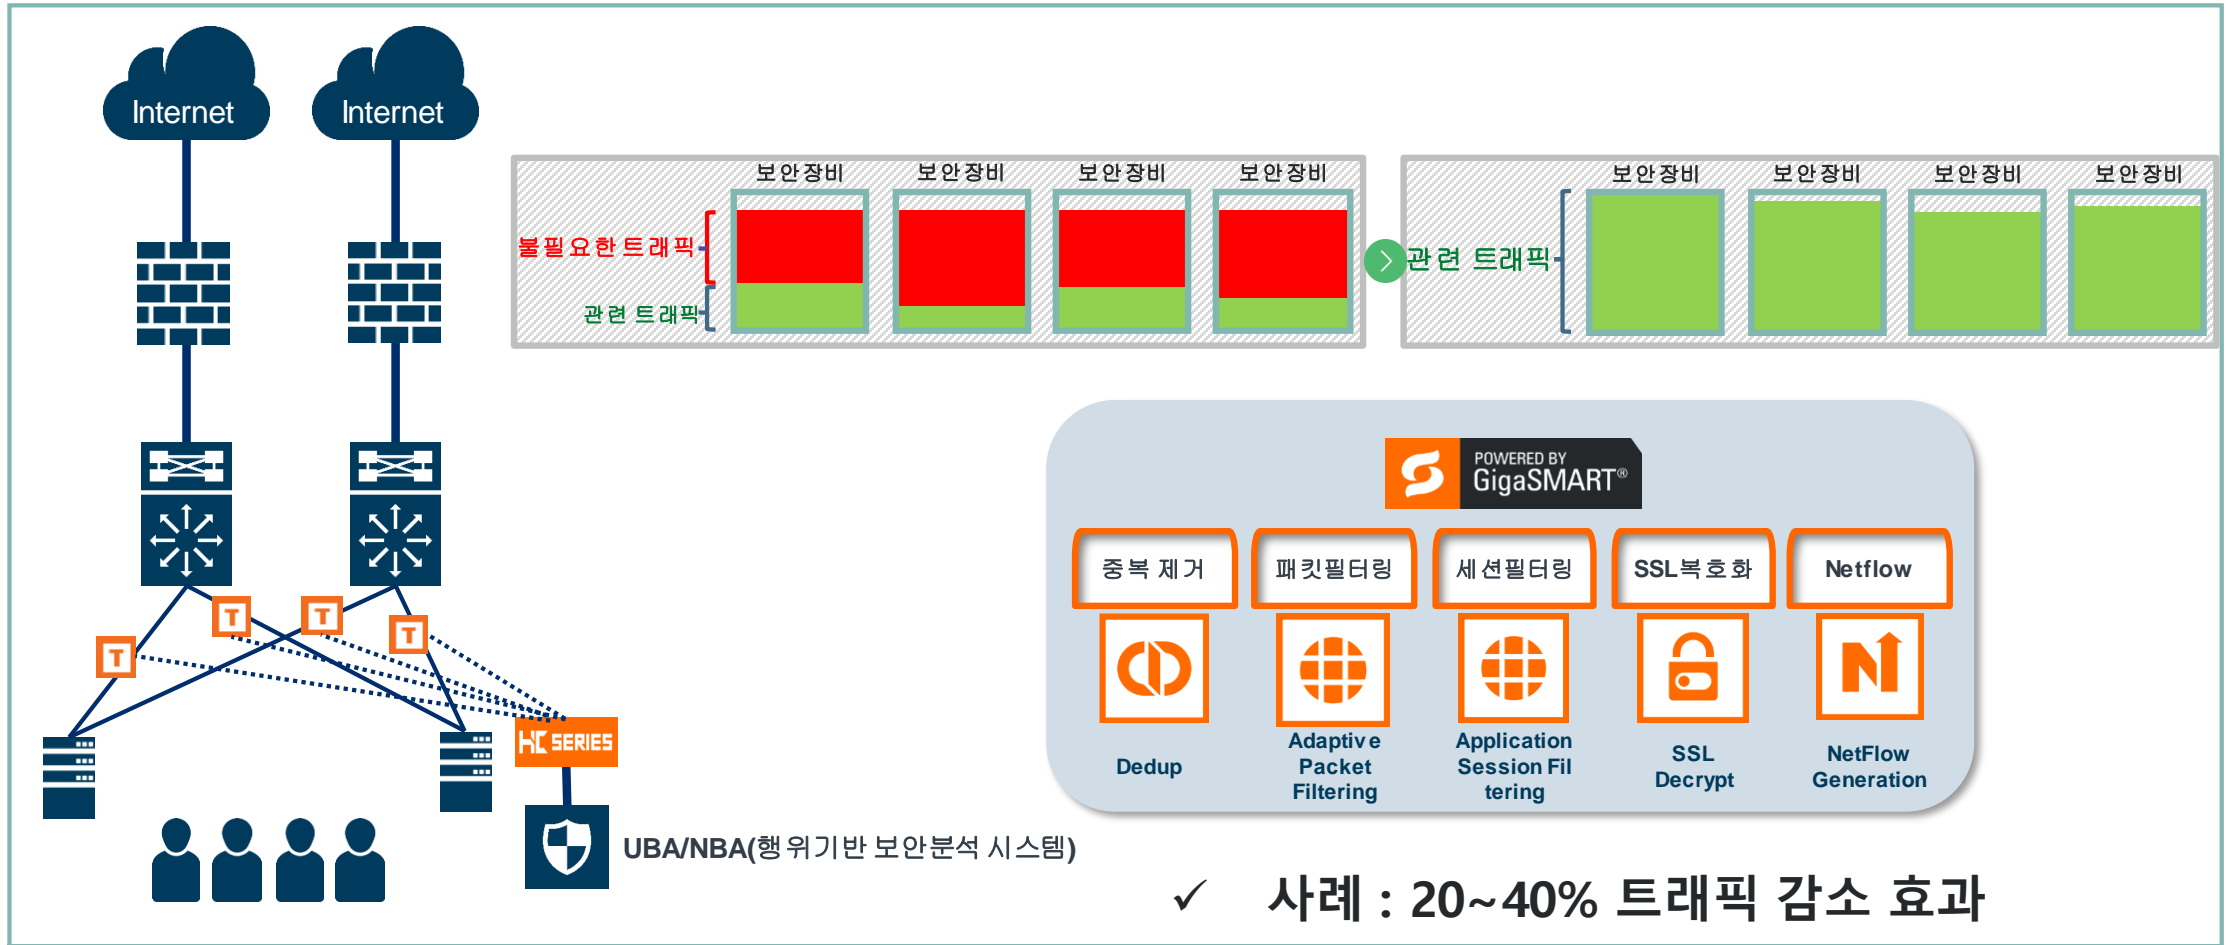 Internet
Internet
보안장비
보안장비
보안장비
보안장비
불필요한 트래픽
관련 트래픽
보안장비
보안장비
보안장비
보안장비
관련 트래픽
POWERED BY
GigaSMART®
중복 제거
패킷필터링
세션필터링
SSL복호화
Netflow
Dedup
Adaptive
Packet
Filtering
Application
Session Fil
tering
SSL
Decrypt
NetFlow
Generation
T
T
T
T
HC SERIES
UBA/NBA(행위기반 보안분석 시스템)
✓ 사례 : 20~40% 트래픽 감소 효과